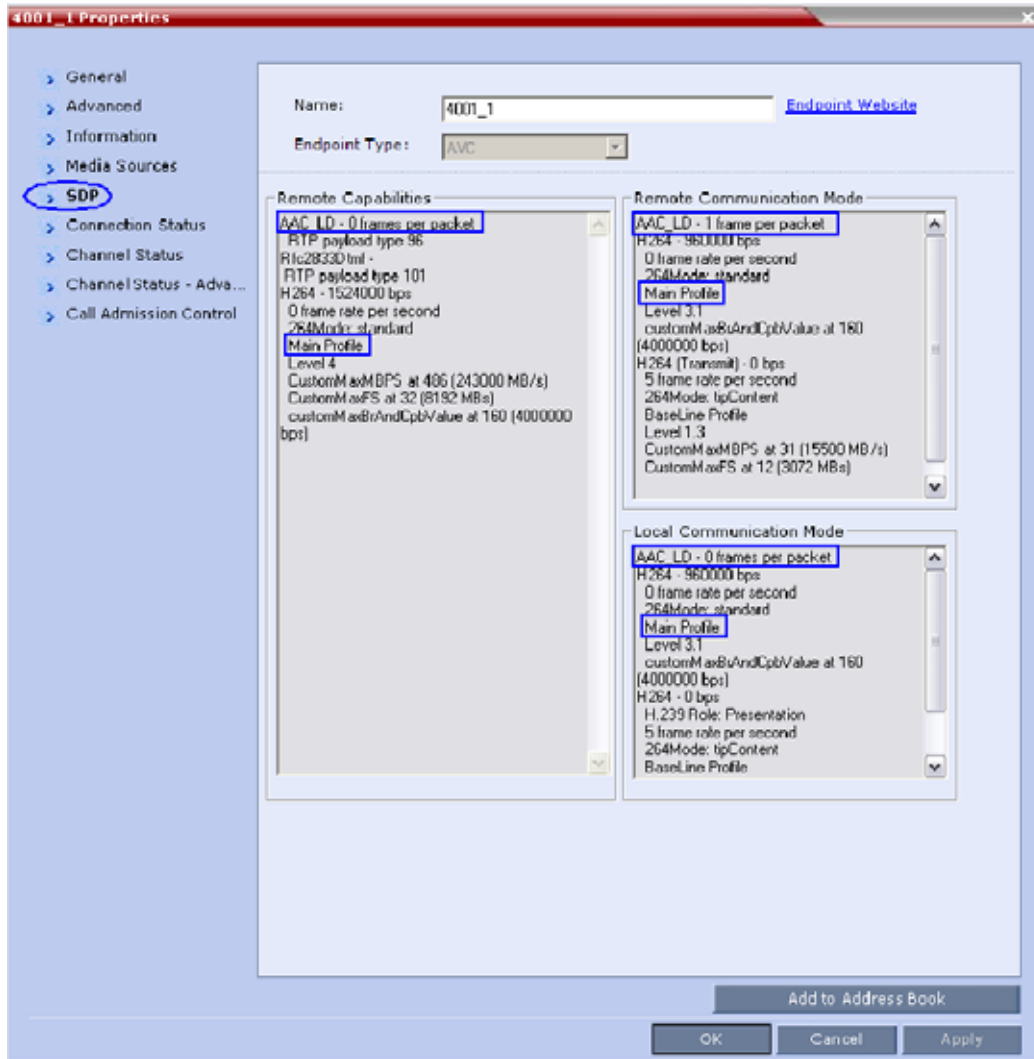 4001_1 Properties
General
Advanced
Information
Media Sources
SDP
Connection Status
Channel Status
Channel Status - Adva...
Call Admission Control
Name:
4001_1
Endpoint Website
Endpoint Type:
AVC
Remote Capabilities
AAC_LD - 0 frames per packet
RTP payload type 96
Rfc2833Dtmf -
RTP payload type 101
H264 - 1524000 bps
0 frame rate per second
264Mode: standard
Main Profile
Level 4
CustomMaxMBPS at 486 (243000 MB/s)
CustomMaxFS at 32 (8192 MBs)
customMaxBrAndCpbValue at 160 (4000000
bps)
Remote Communication Mode
AAC_LD - 1 frame per packet
H264 - 960000 bps
0 frame rate per second
264Mode: standard
Main Profile
Level 3.1
customMaxBrAndCpbValue at 160
(4000000 bps)
H264 (Transmit) - 0 bps
5 frame rate per second
264Mode: tipContent
BaseLine Profile
Level 1.3
CustomMaxMBPS at 31 (15500 MB/s)
CustomMaxFS at 12 (3072 MBs)
Local Communication Mode
AAC_LD - 0 frames per packet
H264 - 960000 bps
0 frame rate per second
264Mode: standard
Main Profile
Level 3.1
customMaxBrAndCpbValue at 160
(4000000 bps)
H264 - 0 bps
H.239 Role: Presentation
5 frame rate per second
264Mode: tipContent
BaseLine Profile
Add to Address Book
OK
Cancel
Apply